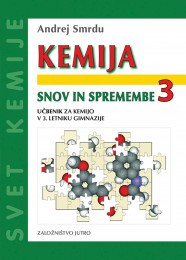 Andrej Smrdu
KEMIJA
SNOV IN SPREMEMBE 3
UČBENIK ZA KEMIJO
V 3. LETNIKU GIMNAZIJE
SVET KEMIJE
ZALOŽNIŠTVO JUTRO